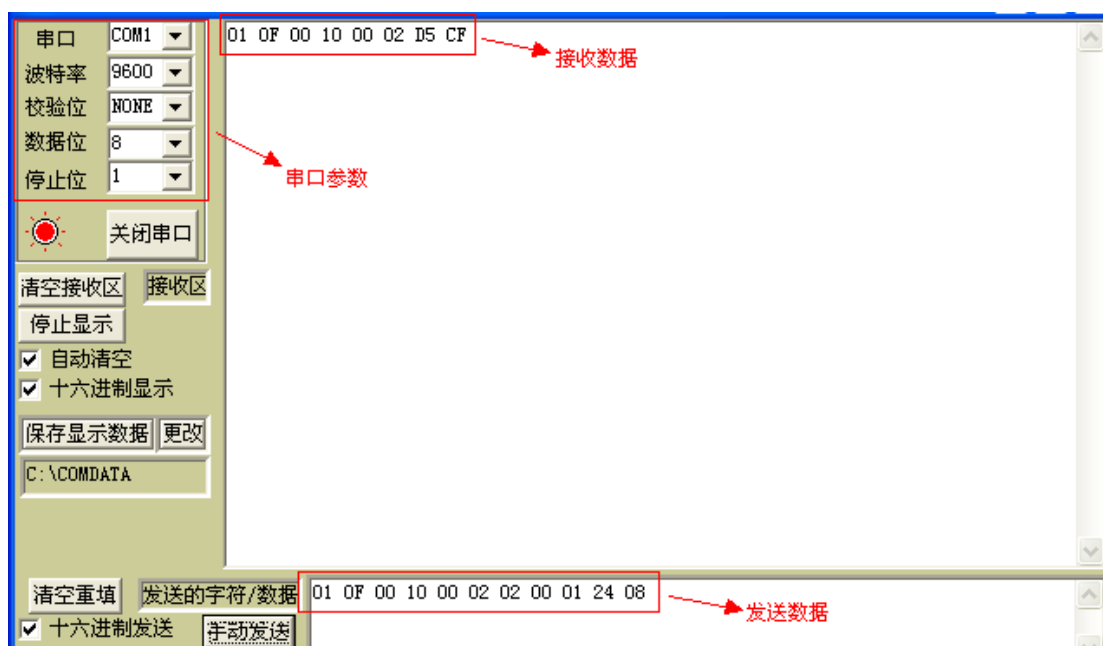 串口 COM1
波特率 9600
校验位 NONE
数据位 8
停止位 1
关闭串口
清空接收区 接收区
停止显示
自动清空
十六进制显示
保存显示数据 更改
C:\COMDATA
01 0F 00 10 00 02 D5 CF
接收数据
串口参数
清空重填 发送的字符/数据 01 0F 00 10 00 02 02 00 01 24 08
发送数据
十六进制发送 手动发送